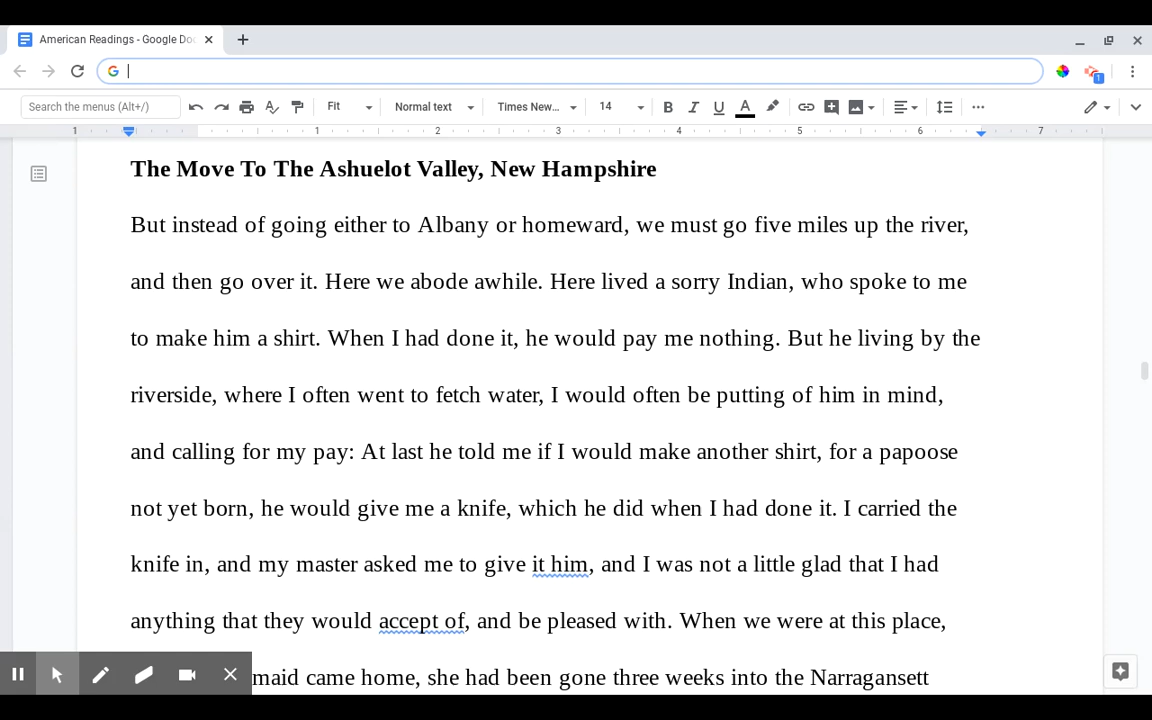 American Readings - Google Do
Search the menus (Alt+/)
Fit
Normal text
Times New...
14
1 1 2 3 4 5 6 7
The Move To The Ashuelot Valley, New Hampshire
But instead of going either to Albany or homeward, we must go five miles up the river,
and then go over it. Here we abode awhile. Here lived a sorry Indian, who spoke to me
to make him a shirt. When I had done it, he would pay me nothing. But he living by the
riverside, where I often went to fetch water, I would often be putting of him in mind,
and calling for my pay: At last he told me if I would make another shirt, for a papoose
not yet born, he would give me a knife, which he did when I had done it. I carried the
knife in, and my master asked me to give it him, and I was not a little glad that I had
anything that they would accept of, and be pleased with. When we were at this place,
maid came home, she had been gone three weeks into the Narragansett